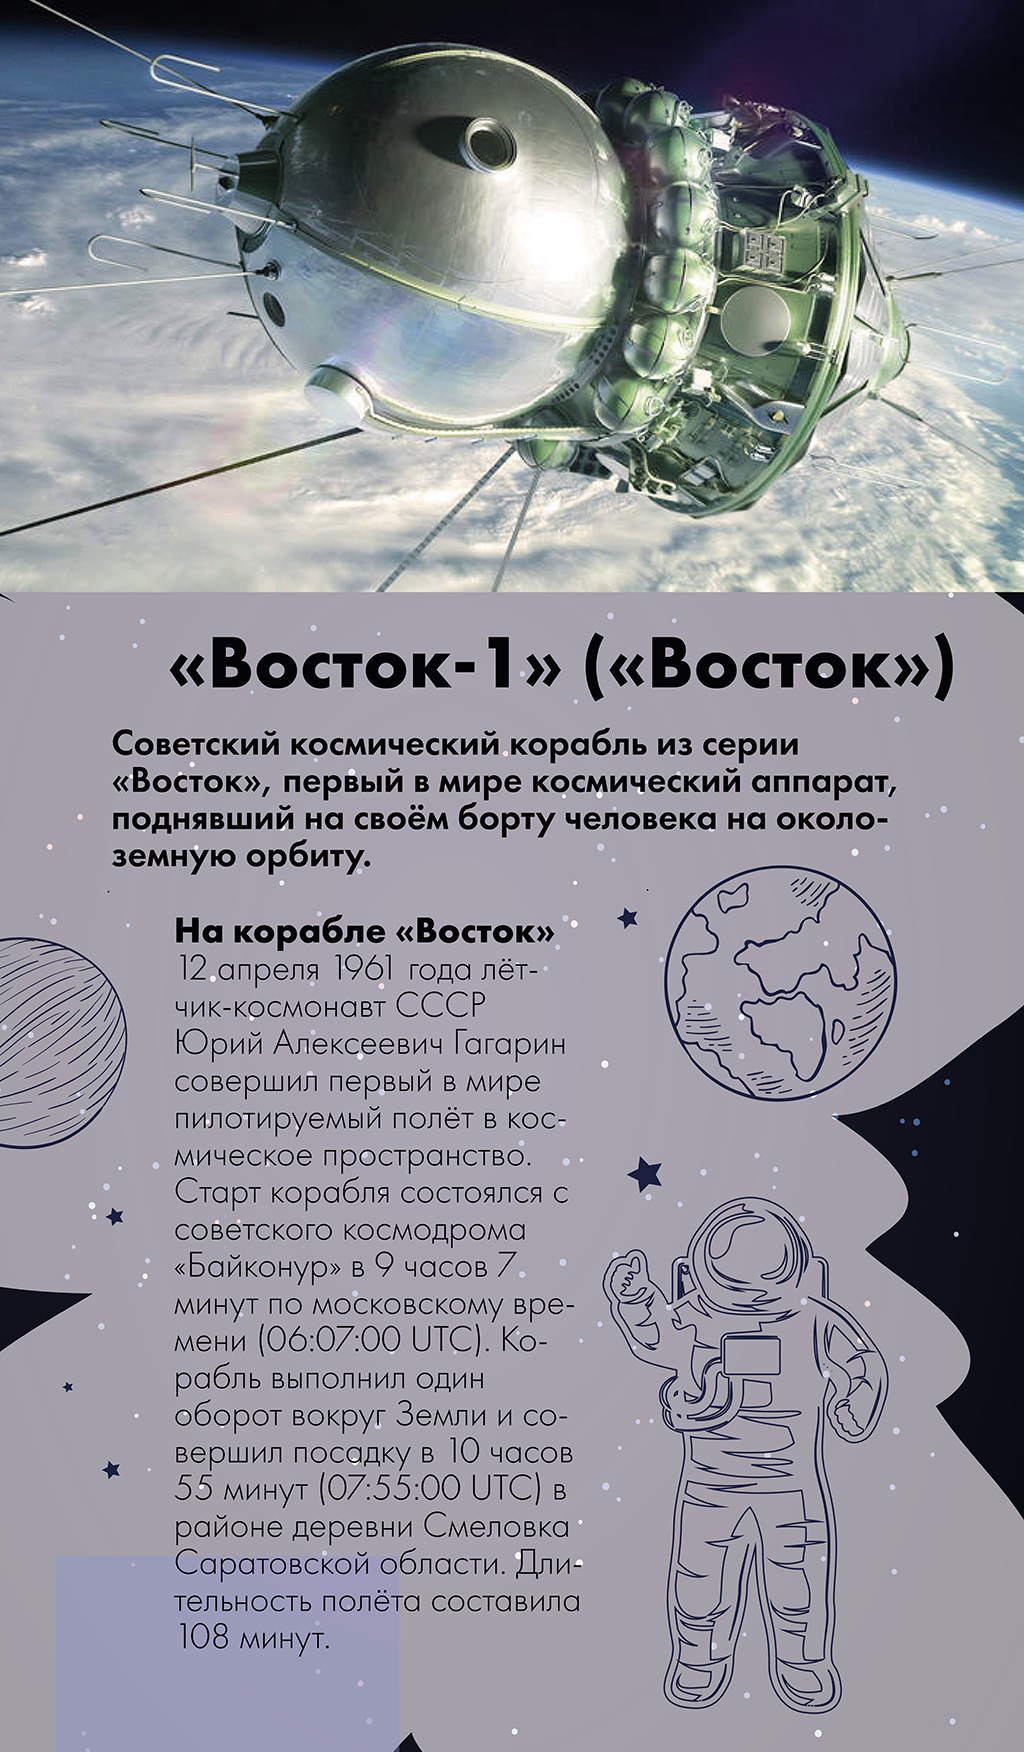 «Восток-1» («Восток»)
Советский космический корабль из серии
«Восток», первый в мире космический аппарат,
поднявший на своём борту человека на около-
земную орбиту.
На корабле «Восток»
12 апреля 1961 года лёт-
чик-космонавт СССР
Юрий Алексеевич Гагарин
совершил первый в мире
пилотируемый полёт в кос-
мическое пространство.
Старт корабля состоялся с
советского космодрома
«Байконур» в 9 часов 7
минут по московскому вре-
мени (06:07:00 UTC). Ко-
рабль выполнил один
оборот вокруг Земли и со-
вершил посадку в 10 часов
55 минут (07:55:00 UTC) в
районе деревни Смеловка
Саратовской области. Дли-
тельность полёта составила
108 минут.